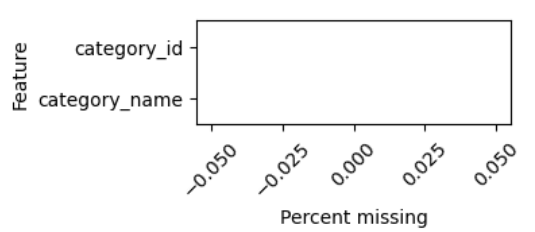 Feature
category_id
category_name
−0.050
−0.025
0.000
0.025
0.050
Percent missing